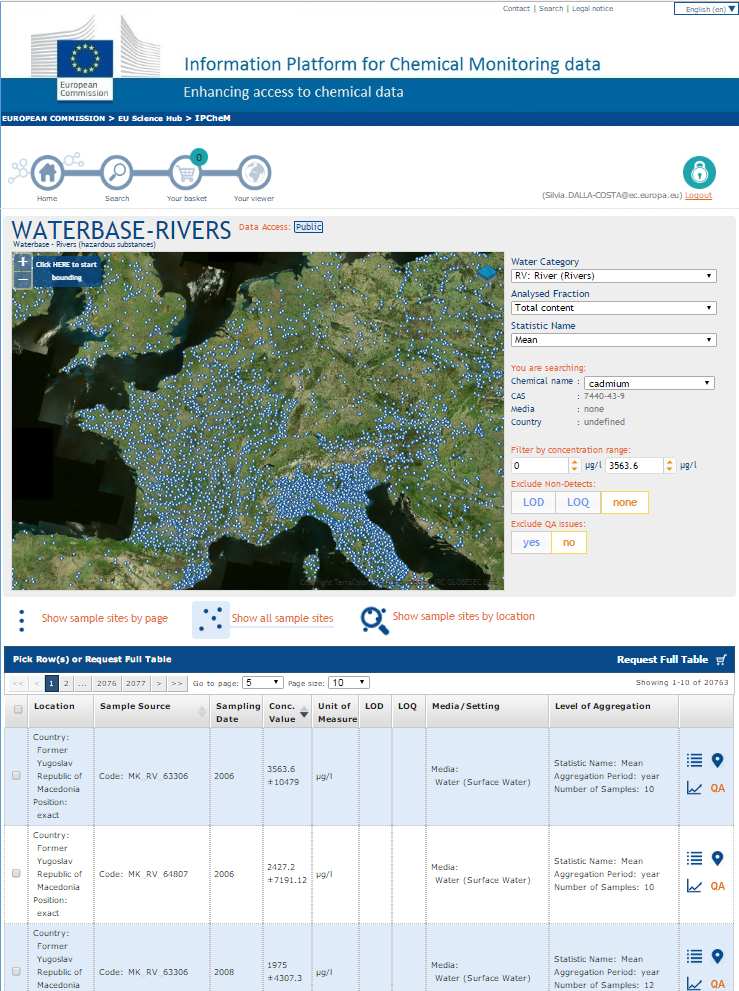 Contact | Search | Legal notice
English (en)
European
Commission
Information Platform for Chemical Monitoring data
Enhancing access to chemical data
EUROPEAN COMMISSION > EU Science Hub > IPCheM
0
Home
Search
Your basket
Your viewer
(Silvia.DALLA-COSTA@ec.europa.eu) Logout
WATERBASE-RIVERS Data Access: Public
Waterbase - Rivers (hazardous substances)
+
−
Click HERE to start
bounding
Water Category
RV: River (Rivers)
Analysed Fraction
Total content
Statistic Name
Mean
You are searching:
Chemical name : cadmium
CAS : 7440-43-9
Media : none
Country : undefined
Filter by concentration range:
0 µg/l 3563.6 µg/l
Exclude Non-Detects:
LOD LOQ none
Exclude QA Issues:
yes no
Show sample sites by page
Show all sample sites
Show sample sites by location
Pick Row(s) or Request Full Table
Request Full Table
<< < 1 2 ... 2076 2077 > >> Go to page: 5 Page size: 10
Showing 1-10 of 20763
Location
Sample Source
Sampling
Date
Conc.
Value
Unit of
Measure
LOD
LOQ
Media/Setting
Level of Aggregation
Country:
Former
Yugoslav
Republic of
Macedonia
Position:
exact
Code: MK_RV_63306
2006
3563.6
±10479
µg/l
Media:
Water (Surface Water)
Statistic Name: Mean
Aggregation Period: year
Number of Samples: 10
QA
Country:
Former
Yugoslav
Republic of
Macedonia
Position:
exact
Code: MK_RV_64807
2006
2427.2
±7191.12
µg/l
Media:
Water (Surface Water)
Statistic Name: Mean
Aggregation Period: year
Number of Samples: 10
QA
Country:
Former
Yugoslav
Republic of
Macedonia
Code: MK_RV_63306
2008
1975
±4307.3
µg/l
Media:
Water (Surface Water)
Statistic Name: Mean
Aggregation Period: year
Number of Samples: 12
QA